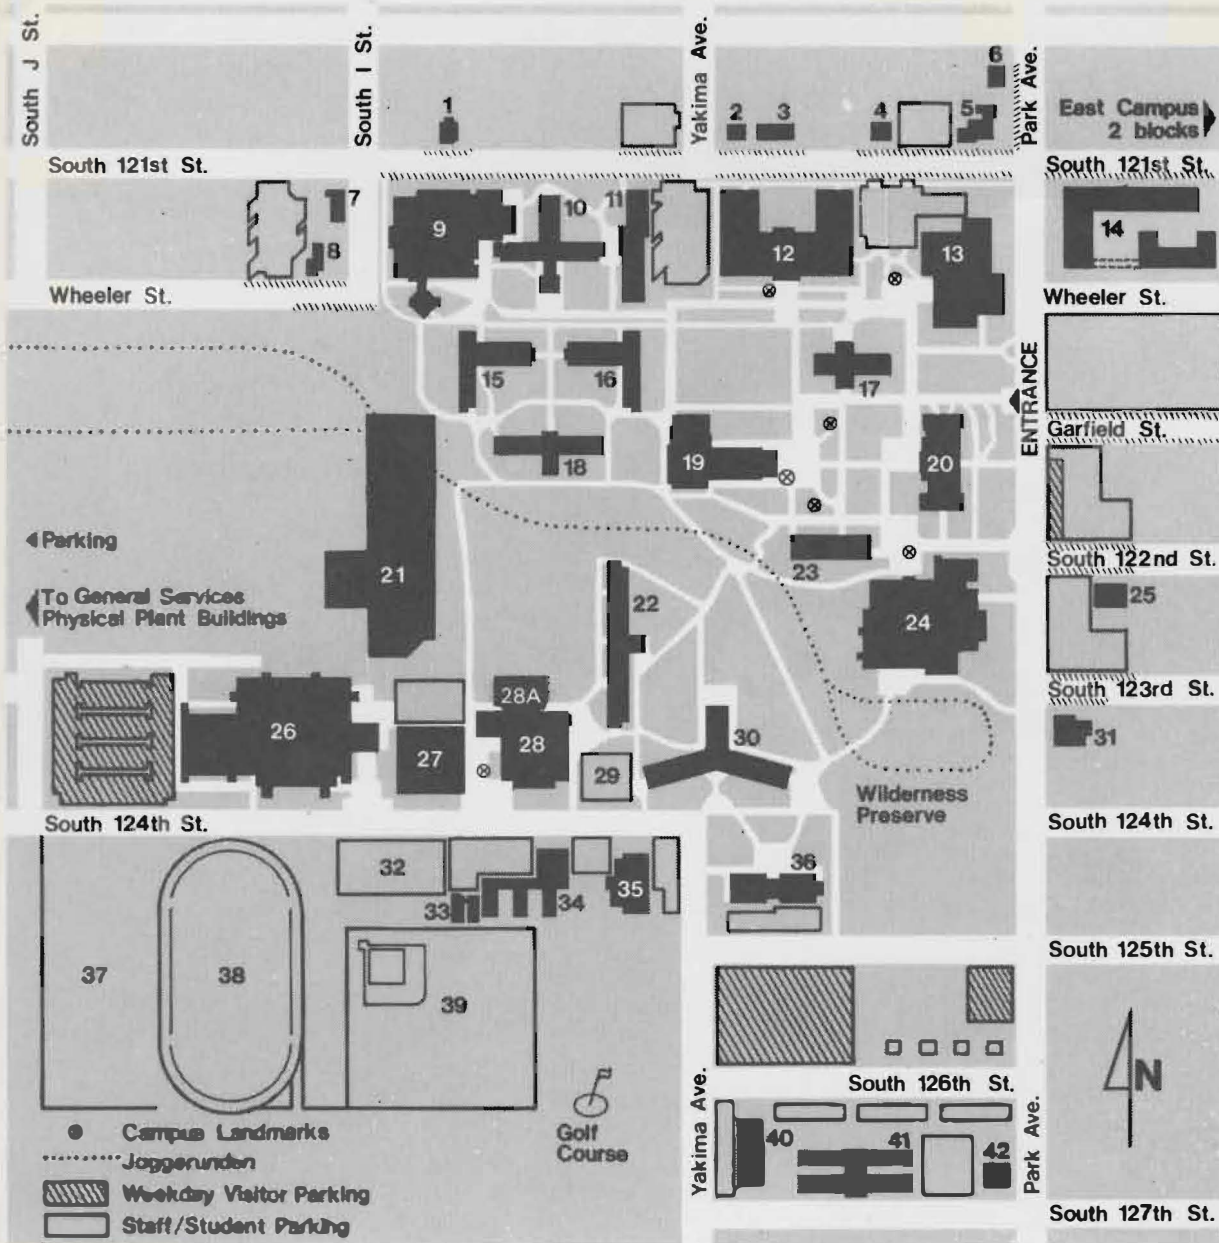 South J St.
South I St.
Yakima Ave.
Park Ave.
6
1
2
3
4
5
East Campus
2 blocks
South 121st St.
South 121st St.
7
8
9
10
11
12
13
14
Wheeler St.
Wheeler St.
15
16
17
ENTRANCE
Garfield St.
18
19
20
Parking
21
22
23
South 122nd St.
To General Services
Physical Plant Buildings
24
25
South 123rd St.
26
27
28A
28
29
30
31
Wilderness
Preserve
South 124th St.
South 124th St.
32
33
34
35
36
37
38
39
South 125th St.
N
South 126th St.
Yakima Ave.
Park Ave.
40
41
42
Golf
Course
Campus Landmarks
Joggerunden
Weekday Visitor Parking
Staff/Student Parking
South 127th St.